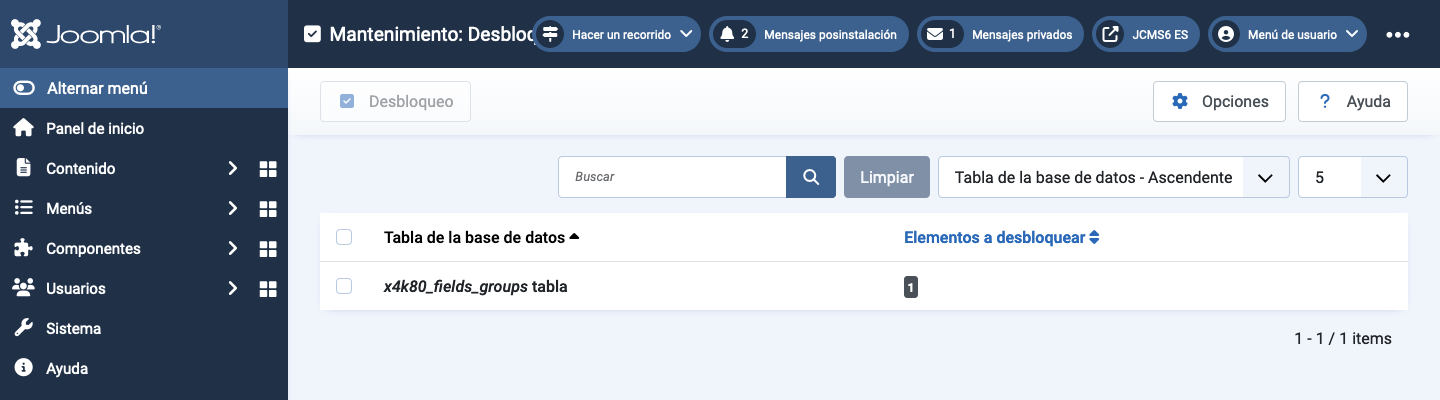 Joomla!®
Mantenimiento: Desbloq
Hacer un recorrido
2 Mensajes posinstalación
1 Mensajes privados
JCMS6 ES
Menú de usuario
Alternar menú
Panel de inicio
Contenido
Menús
Componentes
Usuarios
Sistema
Ayuda
Desbloqueo
Opciones
? Ayuda
Buscar
Limpiar
Tabla de la base de datos - Ascendente
5
Tabla de la base de datos
Elementos a desbloquear
x4k80_fields_groups tabla
1
1 - 1 / 1 items